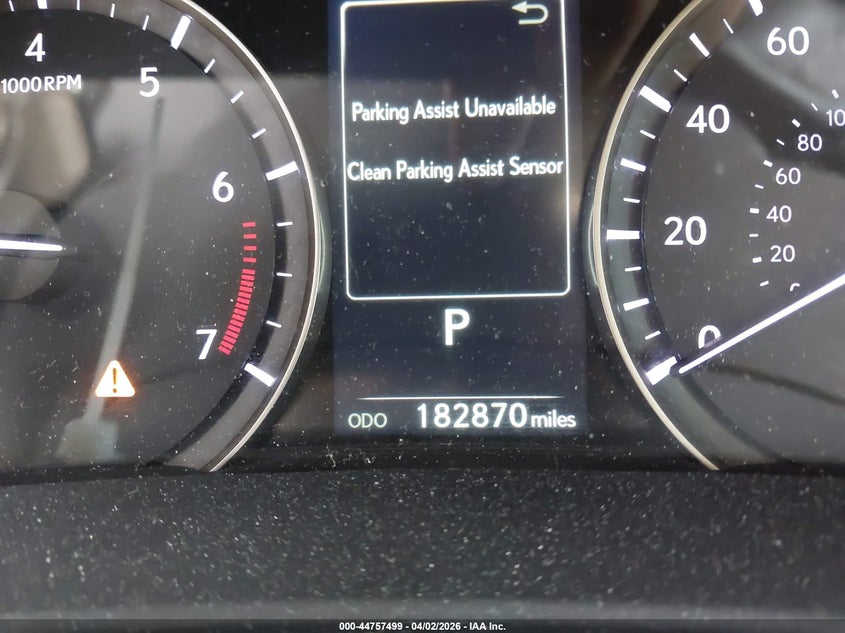 4
5
1000RPM
6
7
Parking Assist Unavailable
Clean Parking Assist Sensor
P
ODO 182870 miles
60
40
20
0
80
60
40
20
000-44757499 - 04/02/2026 - IAA Inc.